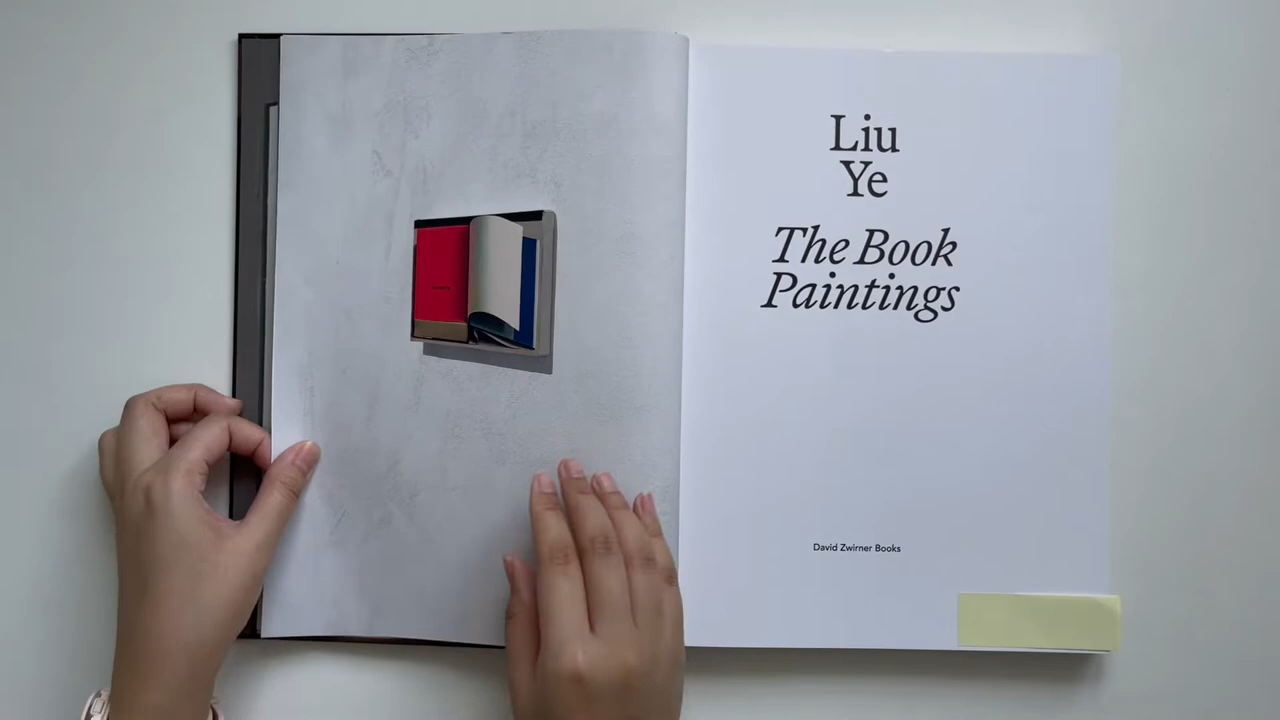 Liu
Ye
The Book
Paintings
David Zwirner Books